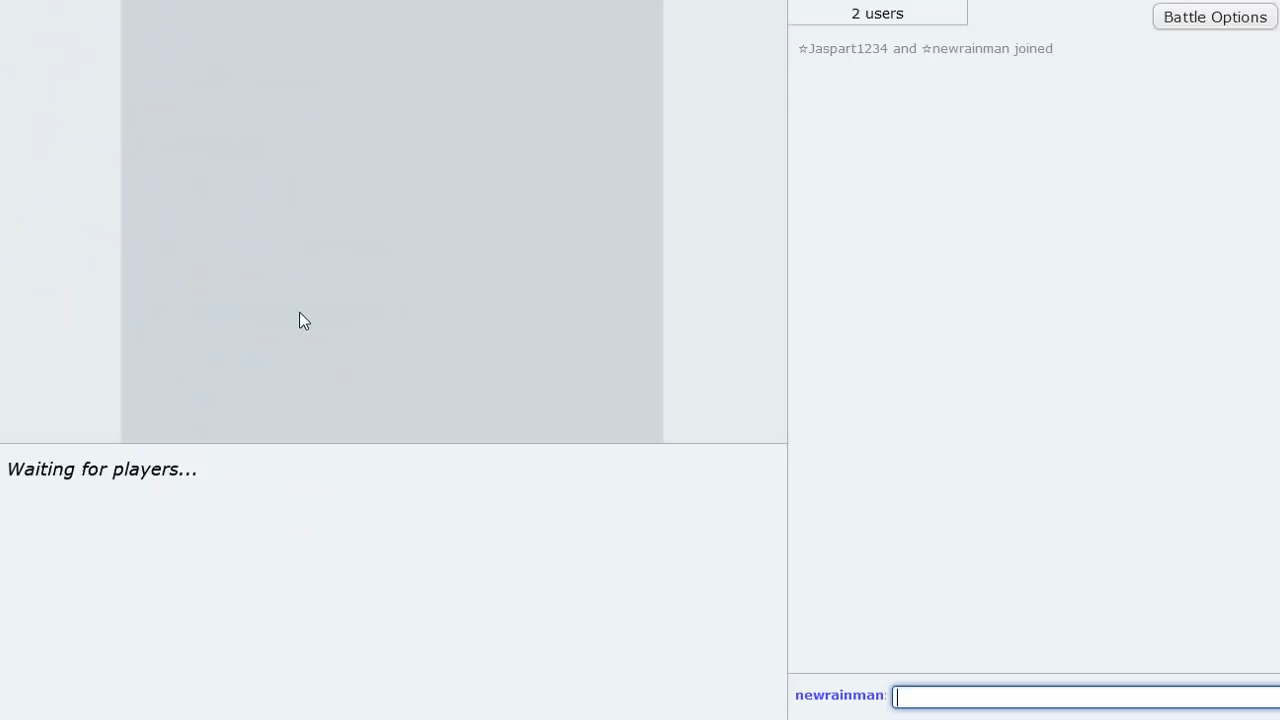 2 users
Battle Options
☆Jaspart1234 and ☆newrainman joined
Waiting for players...
newrainman: